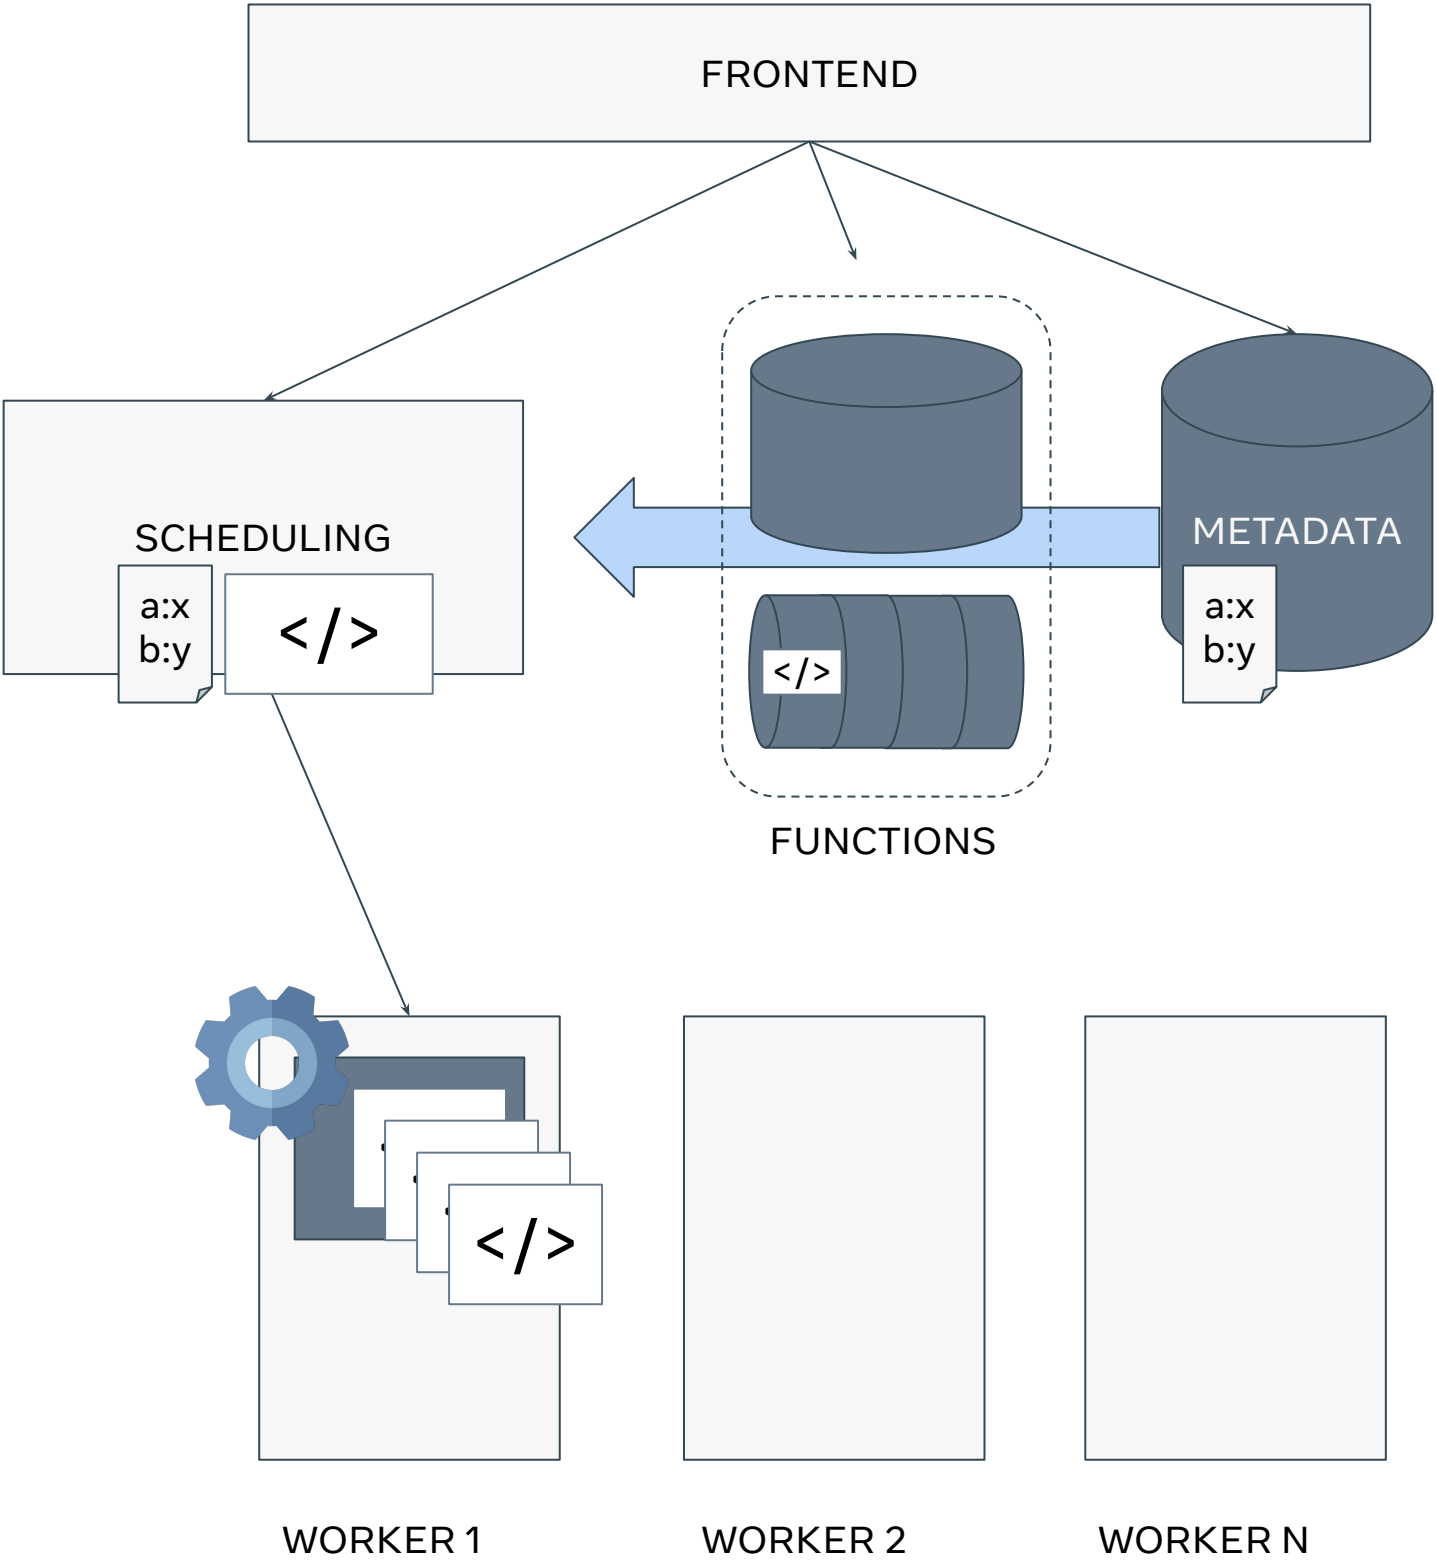 FRONTEND
SCHEDULING
a:x
b:y
</>
</>
METADATA
a:x
b:y
FUNCTIONS
</>
WORKER 1
WORKER 2
WORKER N